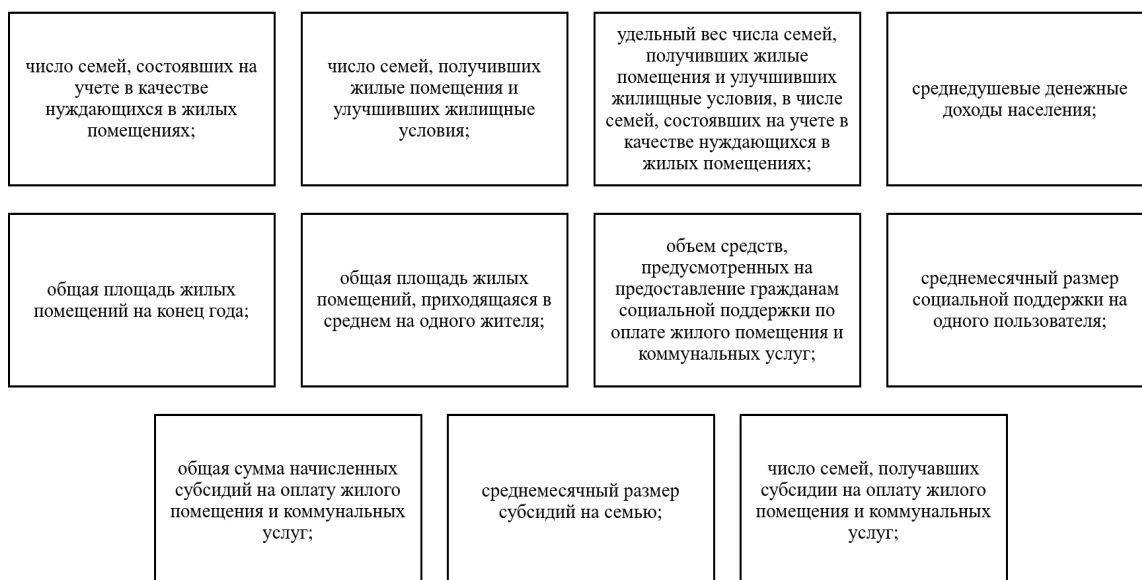 число семей, состоявших на
учете в качестве
нуждающихся в жилых
помещениях;
число семей, получивших
жилые помещения и
улучшивших жилищные
условия;
удельный вес числа семей,
получивших жилые
помещения и улучшивших
жилищные условия, в числе
семей, состоявших на учете в
качестве нуждающихся в
жилых помещениях;
среднедушевые денежные
доходы населения;
общая площадь жилых
помещений на конец года;
общая площадь жилых
помещений, приходящаяся в
среднем на одного жителя;
объем средств,
предусмотренных на
предоставление гражданам
социальной поддержки по
оплате жилого помещения и
коммунальных услуг;
среднемесячный размер
социальной поддержки на
одного пользователя;
общая сумма начисленных
субсидий на оплату жилого
помещения и коммунальных
услуг;
среднемесячный размер
субсидий на семью;
число семей, получавших
субсидии на оплату жилого
помещения и коммунальных
услуг;